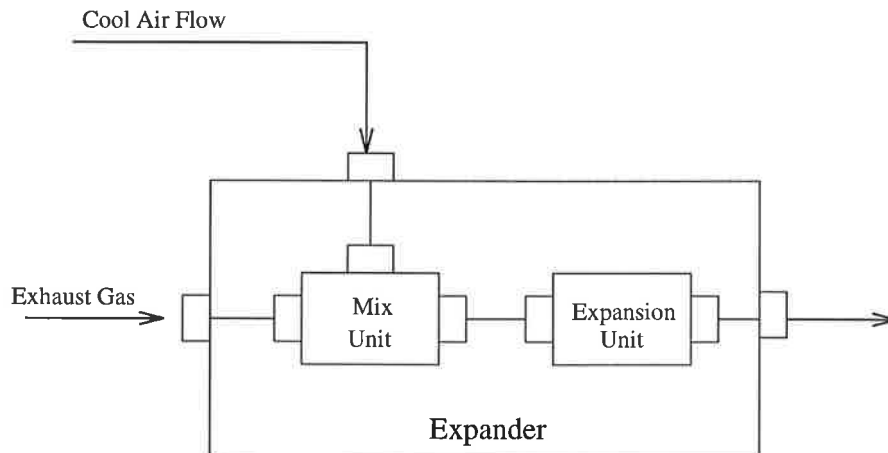 Cool Air Flow
Exhaust Gas
Mix
Unit
Expansion
Unit
Expander